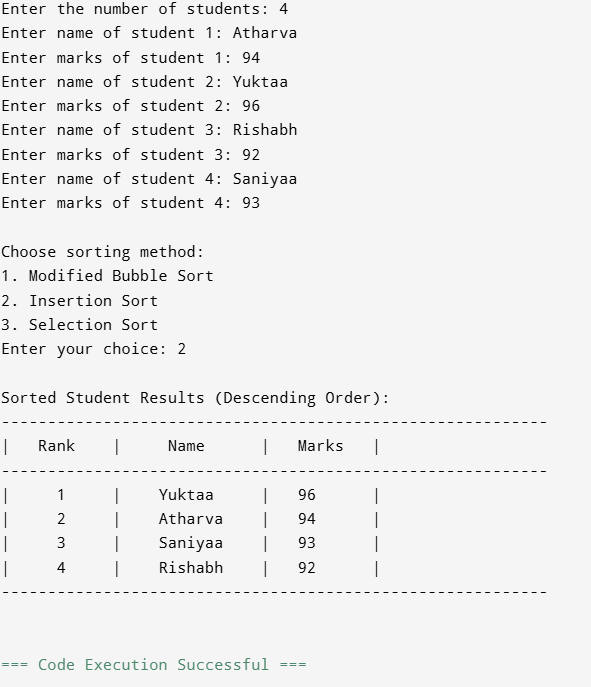 Enter the number of students: 4
Enter name of student 1: Atharva
Enter marks of student 1: 94
Enter name of student 2: Yuktaa
Enter marks of student 2: 96
Enter name of student 3: Rishabh
Enter marks of student 3: 92
Enter name of student 4: Saniyaa
Enter marks of student 4: 93

Choose sorting method:
1. Modified Bubble Sort
2. Insertion Sort
3. Selection Sort
Enter your choice: 2

Sorted Student Results (Descending Order):
-----------------------------------------------------------
|   Rank    |     Name      |   Marks   |
-----------------------------------------------------------
|     1     |    Yuktaa     |   96      |
|     2     |    Atharva    |   94      |
|     3     |    Saniyaa    |   93      |
|     4     |    Rishabh    |   92      |
-----------------------------------------------------------

=== Code Execution Successful ===